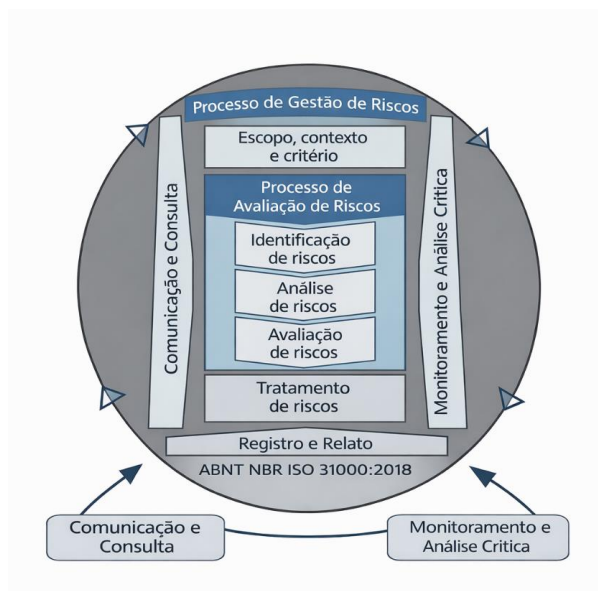 Processo de Gestão de Riscos
Escopo, contexto
e critério
Comunicação e Consulta
Processo de
Avaliação de Riscos
Identificação
de riscos
Análise
de riscos
Avaliação
de riscos
Monitoramento e Análise Crítica
Tratamento
de riscos
Registro e Relato
ABNT NBR ISO 31000:2018
Comunicação e
Consulta
Monitoramento e
Análise Critica